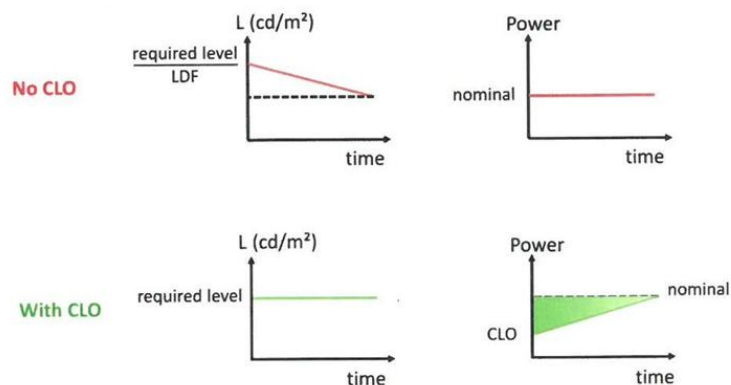 L (cd/m²)
Power
required level
LDF
No CLO
nominal
time
time
L (cd/m²)
Power
required level
nominal
With CLO
CLO
time
time